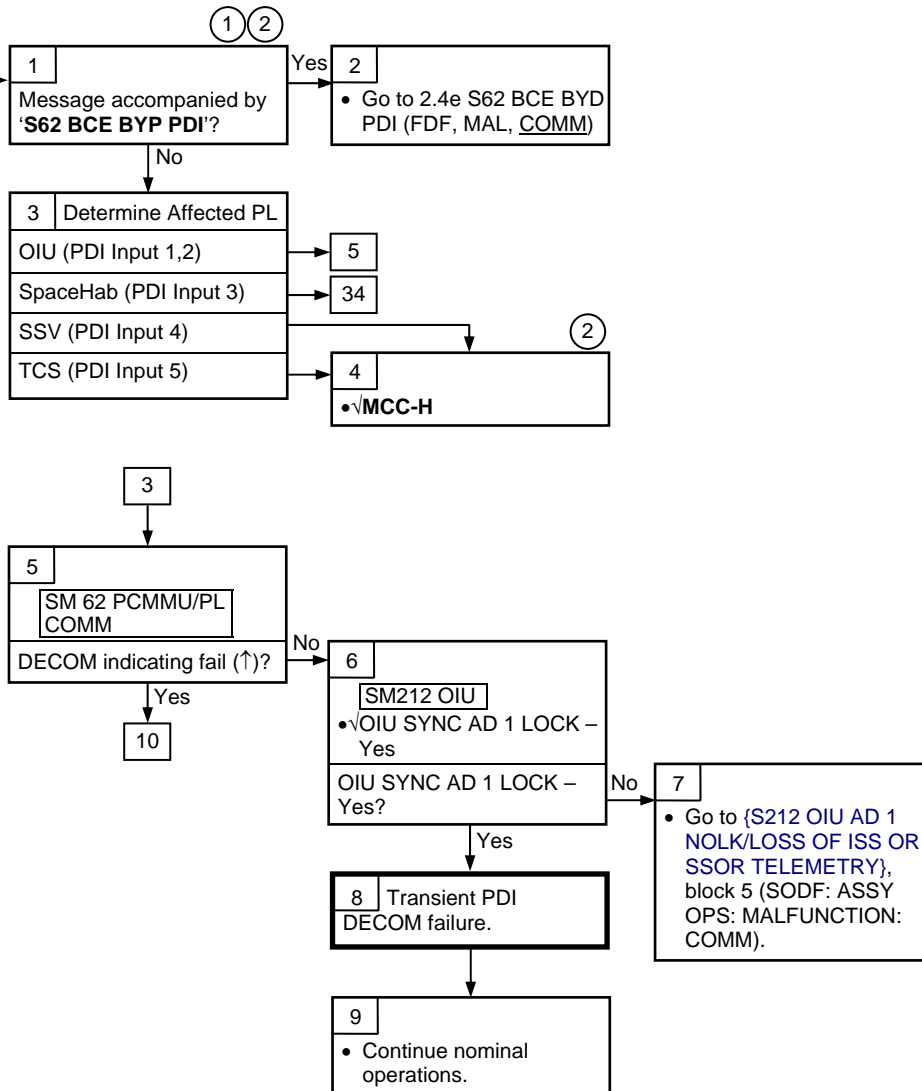 1 2
1
Message accompanied by
‘S62 BCE BYP PDI’?
Yes
2
• Go to 2.4e S62 BCE BYD
PDI (FDF, MAL, COMM)
No
3 Determine Affected PL
OIU (PDI Input 1,2)
5
SpaceHab (PDI Input 3)
34
SSV (PDI Input 4)
TCS (PDI Input 5)
2
4
•√MCC-H
3
5
SM 62 PCMMU/PL
COMM
DECOM indicating fail (↑)?
No
Yes
10
6
SM212 OIU
•√OIU SYNC AD 1 LOCK –
Yes
OIU SYNC AD 1 LOCK –
Yes?
No
7
• Go to {S212 OIU AD 1
NOLK/LOSS OF ISS OR
SSOR TELEMETRY},
block 5 (SODF: ASSY
OPS: MALFUNCTION:
COMM).
Yes
8 Transient PDI
DECOM failure.
9
• Continue nominal
operations.